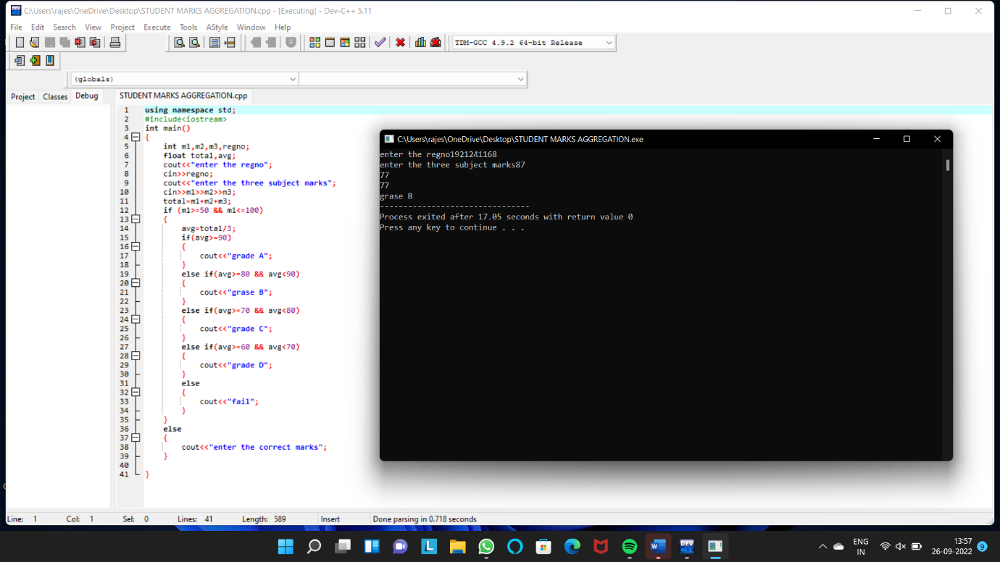 C:\Users\rajes\OneDrive\Desktop\STUDENT MARKS AGGREGATION.cpp - [Executing] - Dev-C++ 5.11
File Edit Search View Project Execute Tools AStyle Window Help
TDM-GCC 4.9.2 64-bit Release
(globals)
Project Classes Debug STUDENT MARKS AGGREGATION.cpp
1 using namespace std;
2 #include<iostream>
3 int main()
4 {
5 int m1,m2,m3,regno;
6 float total,avg;
7 cout<<"enter the regno";
8 cin>>regno;
9 cout<<"enter the three subject marks";
10 cin>>m1>>m2>>m3;
11 total=m1+m2+m3;
12 if (m1>=50 && m1<=100)
13 {
14 avg=total/3;
15 if(avg>=90)
16 {
17 cout<<"grade A";
18 }
19 else if(avg>=80 && avg<90)
20 {
21 cout<<"grase B";
22 }
23 else if(avg>=70 && avg<80)
24 {
25 cout<<"grade C";
26 }
27 else if(avg>=60 && avg<70)
28 {
29 cout<<"grade D";
30 }
31 else
32 {
33 cout<<"fail";
34 }
35 }
36 else
37 {
38 cout<<"enter the correct marks";
39 }
40
41 }
C:\Users\rajes\OneDrive\Desktop\STUDENT MARKS AGGREGATION.exe
enter the regno1921241168
enter the three subject marks87
77
77
grase B
--------------------------------
Process exited after 17.05 seconds with return value 0
Press any key to continue . . .
Line: 1 Col: 1 Sel: 0 Lines: 41 Length: 589 Insert Done parsing in 0.718 seconds
ENG
IN
13:57
26-09-2022
9